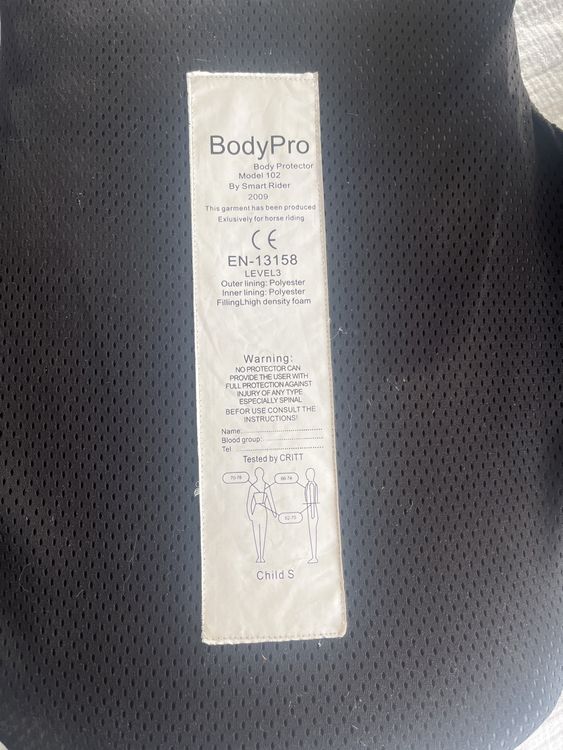 BodyPro
Body Protector
Model 102
By Smart Rider
2009
This garment has been produced
Exlusively for horse riding
CE
EN-13158
LEVEL3
Outer lining: Polyester
Inner lining: Polyester
FillingLhigh density foam
Warning:
NO PROTECTOR CAN
PROVIDE THE USER WITH
FULL PROTECTION AGAINST
INJURY OF ANY TYPE
ESPECIALLY SPINAL
BEFOR USE CONSULT THE
INSTRUCTIONS!
Name:
Blood group:
Tel
Tested by CRITT
Child S